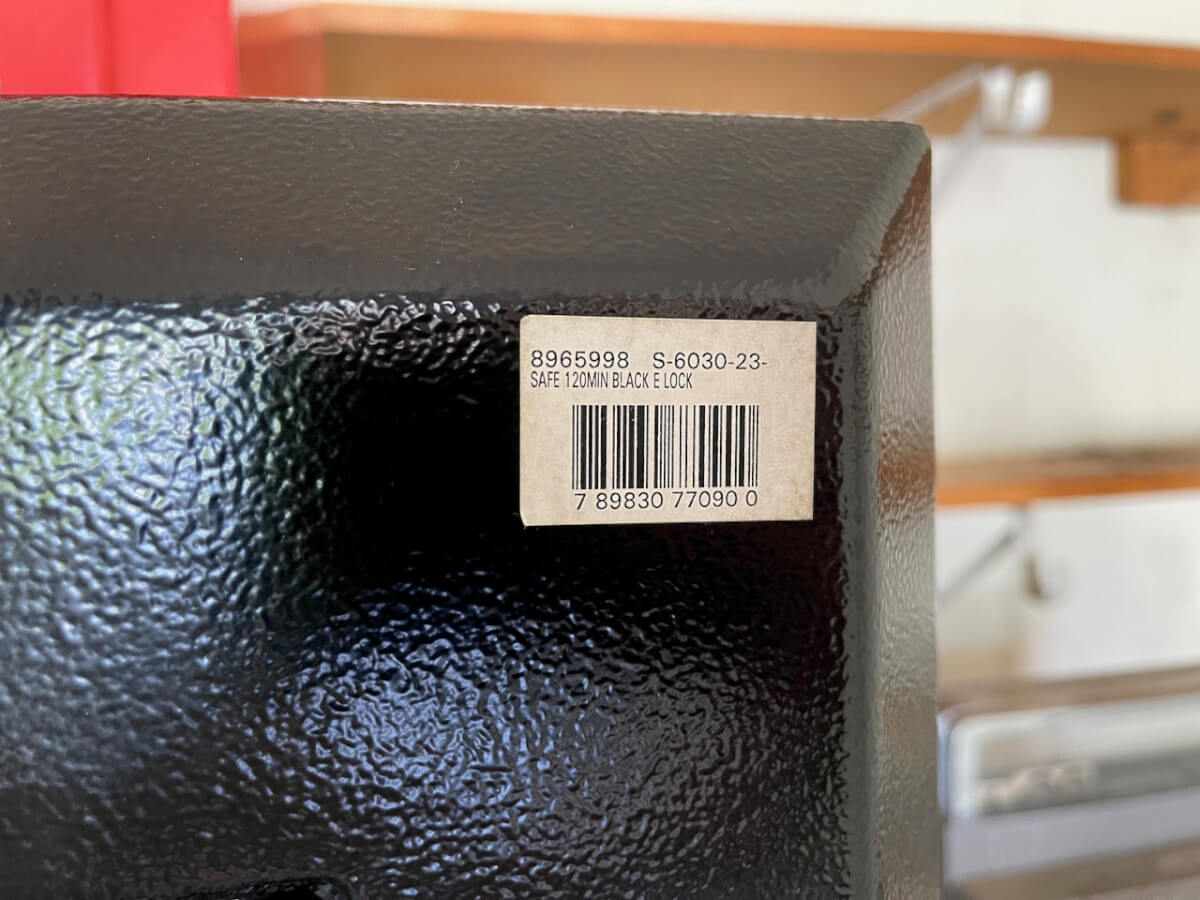 8965998 S-6030-23-
SAFE 120MIN BLACK E LOCK
7 89830 77090 0